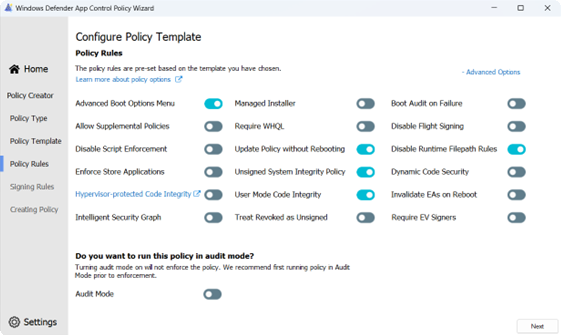 Windows Defender App Control Policy Wizard
Home
Policy Creator
Policy Type
Policy Template
Policy Rules
Signing Rules
Creating Policy
Settings
Configure Policy Template
Policy Rules
The policy rules are pre-set based on the template you have chosen.
Learn more about policy options
- Advanced Options
Advanced Boot Options Menu
Managed Installer
Boot Audit on Failure
Allow Supplemental Policies
Require WHQL
Disable Flight Signing
Disable Script Enforcement
Update Policy without Rebooting
Disable Runtime Filepath Rules
Enforce Store Applications
Unsigned System Integrity Policy
Dynamic Code Security
Hypervisor-protected Code Integrity
User Mode Code Integrity
Invalidate EAs on Reboot
Intelligent Security Graph
Treat Revoked as Unsigned
Require EV Signers
Do you want to run this policy in audit mode?
Turning audit mode on will not enforce the policy. We recommend first running policy in Audit
Mode prior to enforcement.
Audit Mode
Next